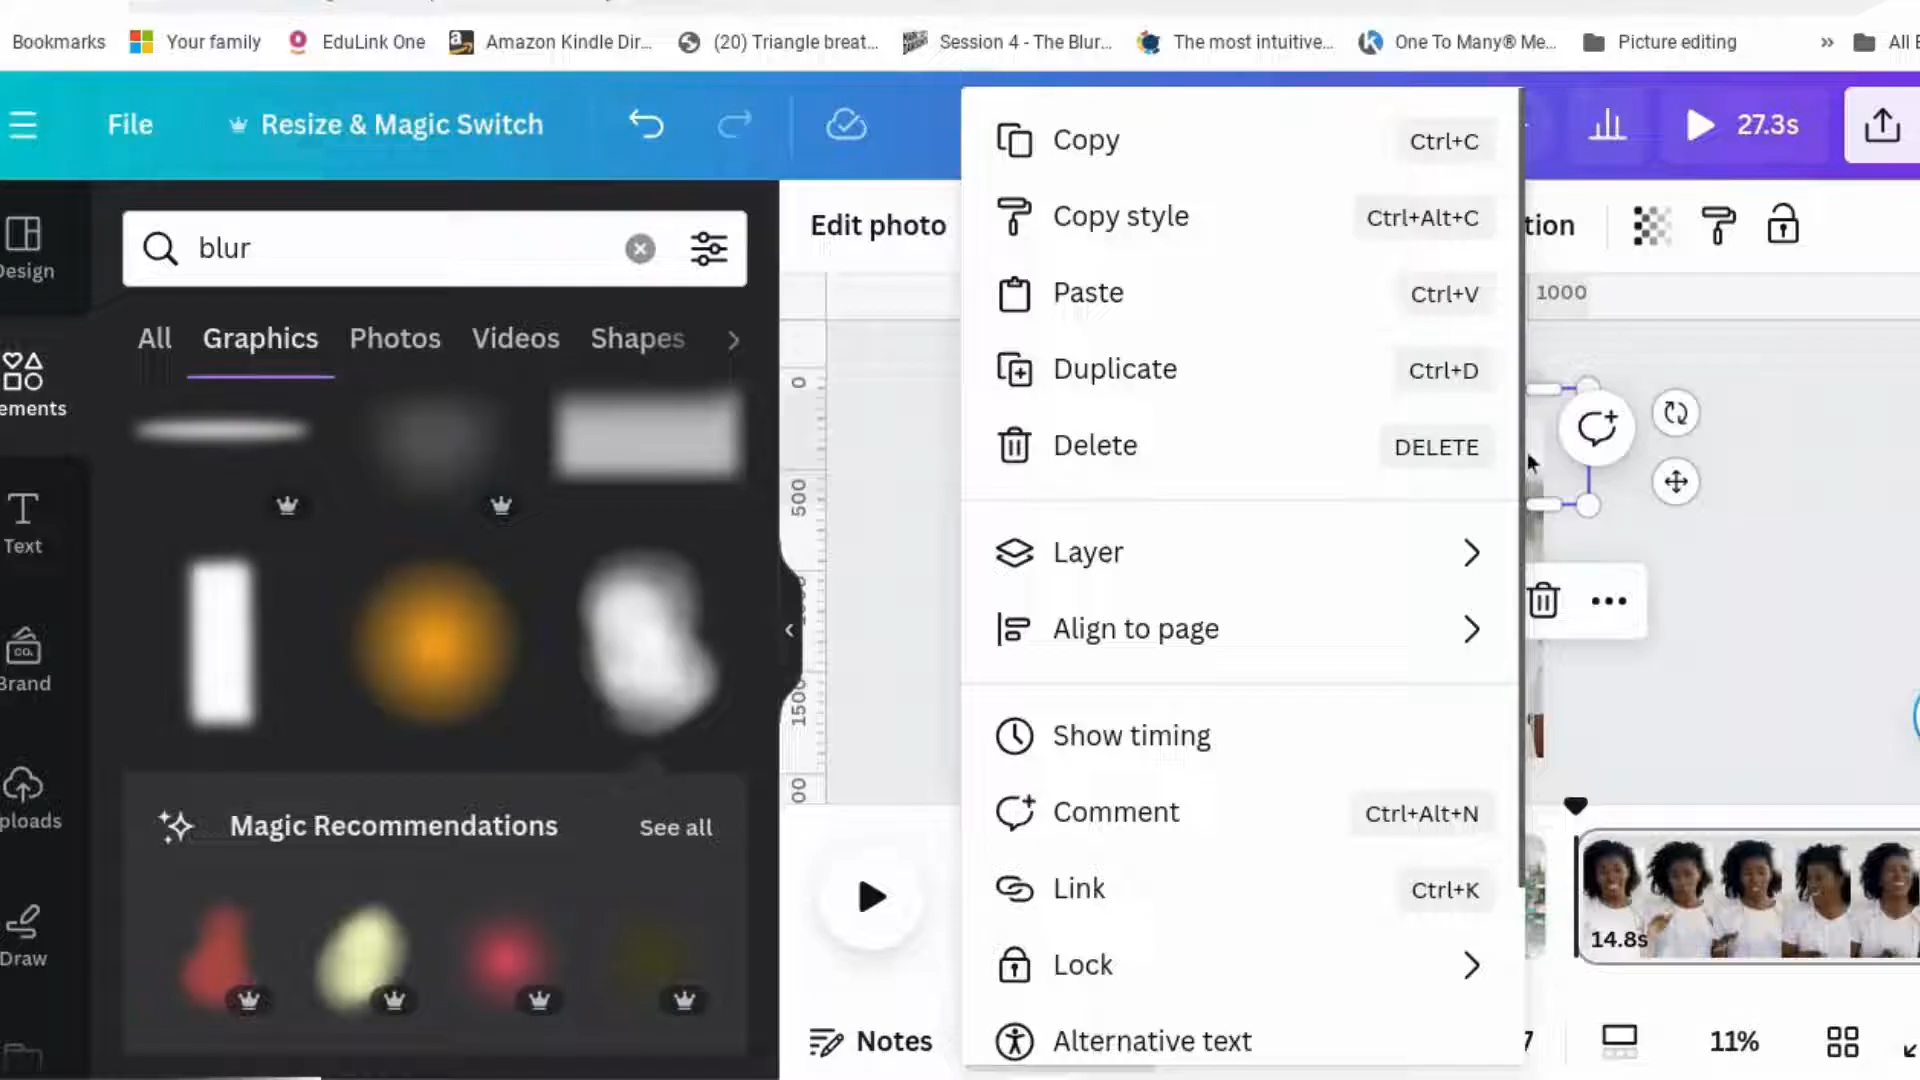 Bookmarks Your family EduLink One Amazon Kindle Dir... (20) Triangle breat... Session 4 - The Blur... The most intuitive... One To Many® Me... Picture editing » All
File Resize & Magic Switch 27.3s
Design
ements
Text
Brand
CO.
ploads
Draw
blur
All Graphics Photos Videos Shapes
Magic Recommendations See all
Edit photo
tion
1000
0
500
1500
00
Copy Ctrl+C
Copy style Ctrl+Alt+C
Paste Ctrl+V
Duplicate Ctrl+D
Delete DELETE
Layer
Align to page
Show timing
Comment Ctrl+Alt+N
Link Ctrl+K
Lock
Alternative text
14.8s
Notes
7 11%